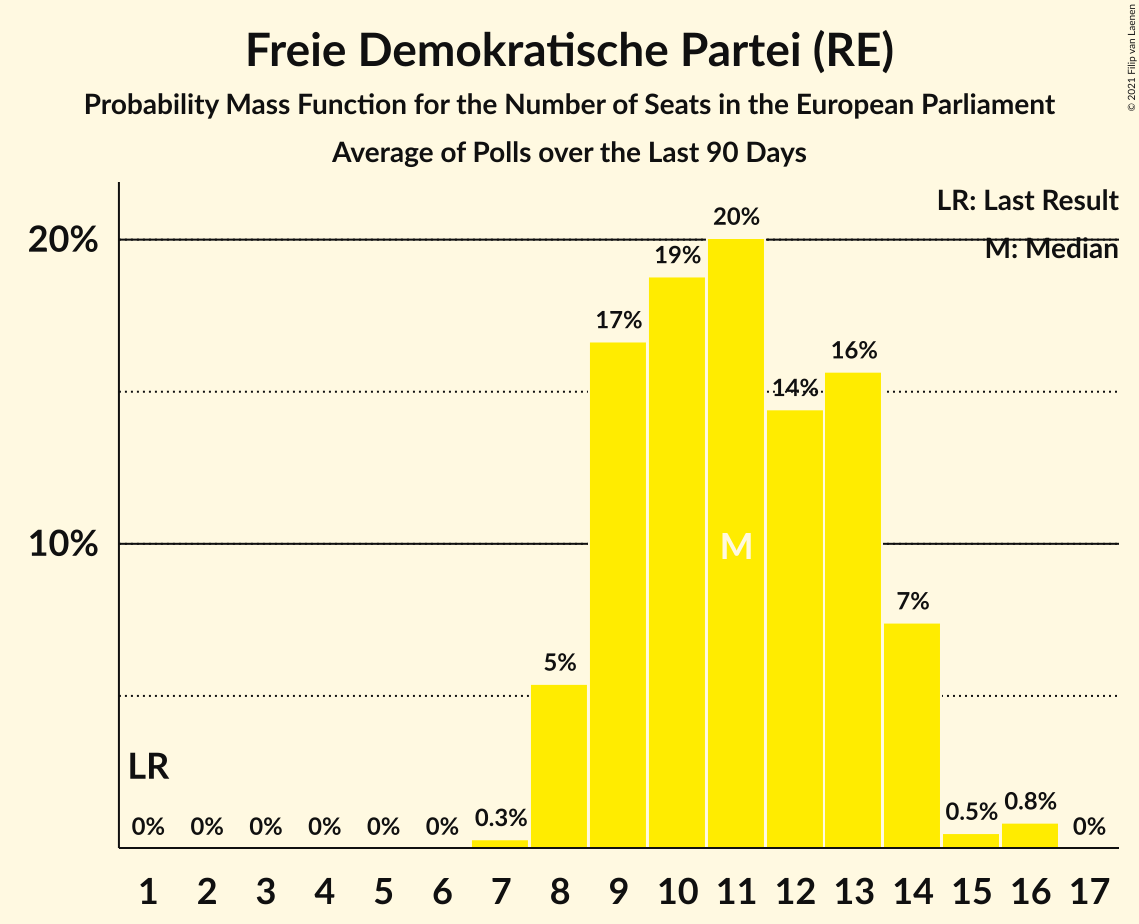 Freie Demokratische Partei (RE)
Probability Mass Function for the Number of Seats in the European Parliament
Average of Polls over the Last 90 Days
© 2021 Filip van Laenen
LR: Last Result
M: Median
20%
10%
LR
0% 0% 0% 0% 0% 0% 0.3% 5% 17% 19% 20% 14% 16% 7% 0.5% 0.8% 0%
M
1 2 3 4 5 6 7 8 9 10 11 12 13 14 15 16 17